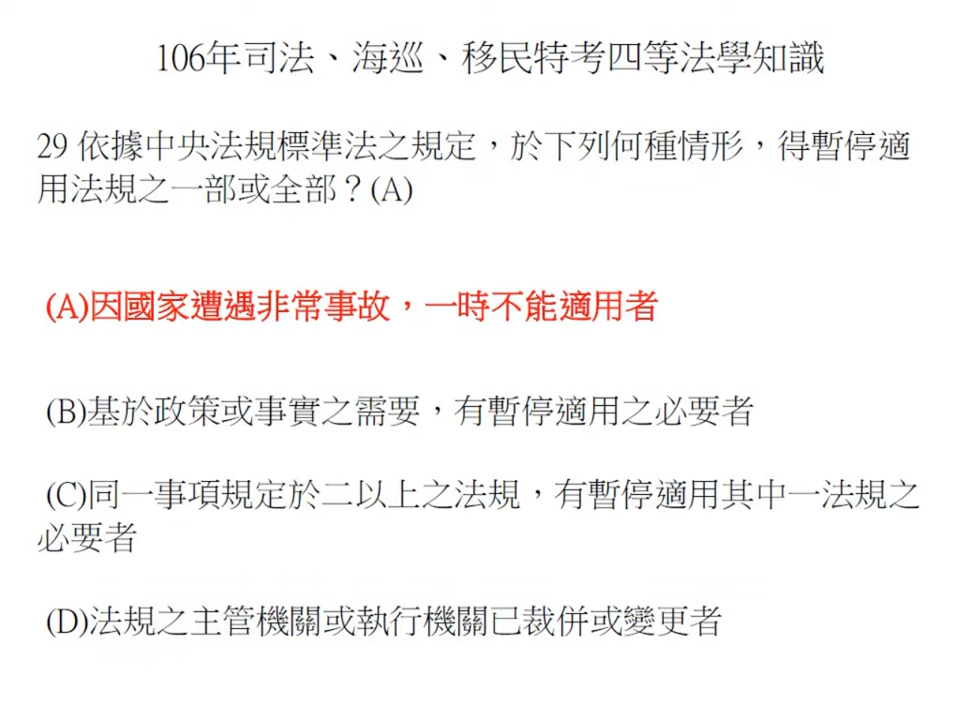 106年司法、海巡、移民特考四等法學知識
29 依據中央法規標準法之規定，於下列何種情形，得暫停適
用法規之一部或全部？(A)
(A)因國家遭遇非常事故，一時不能適用者
(B)基於政策或事實之需要，有暫停適用之必要者
(C)同一事項規定於二以上之法規，有暫停適用其中一法規之
必要者
(D)法規之主管機關或執行機關已裁併或變更者